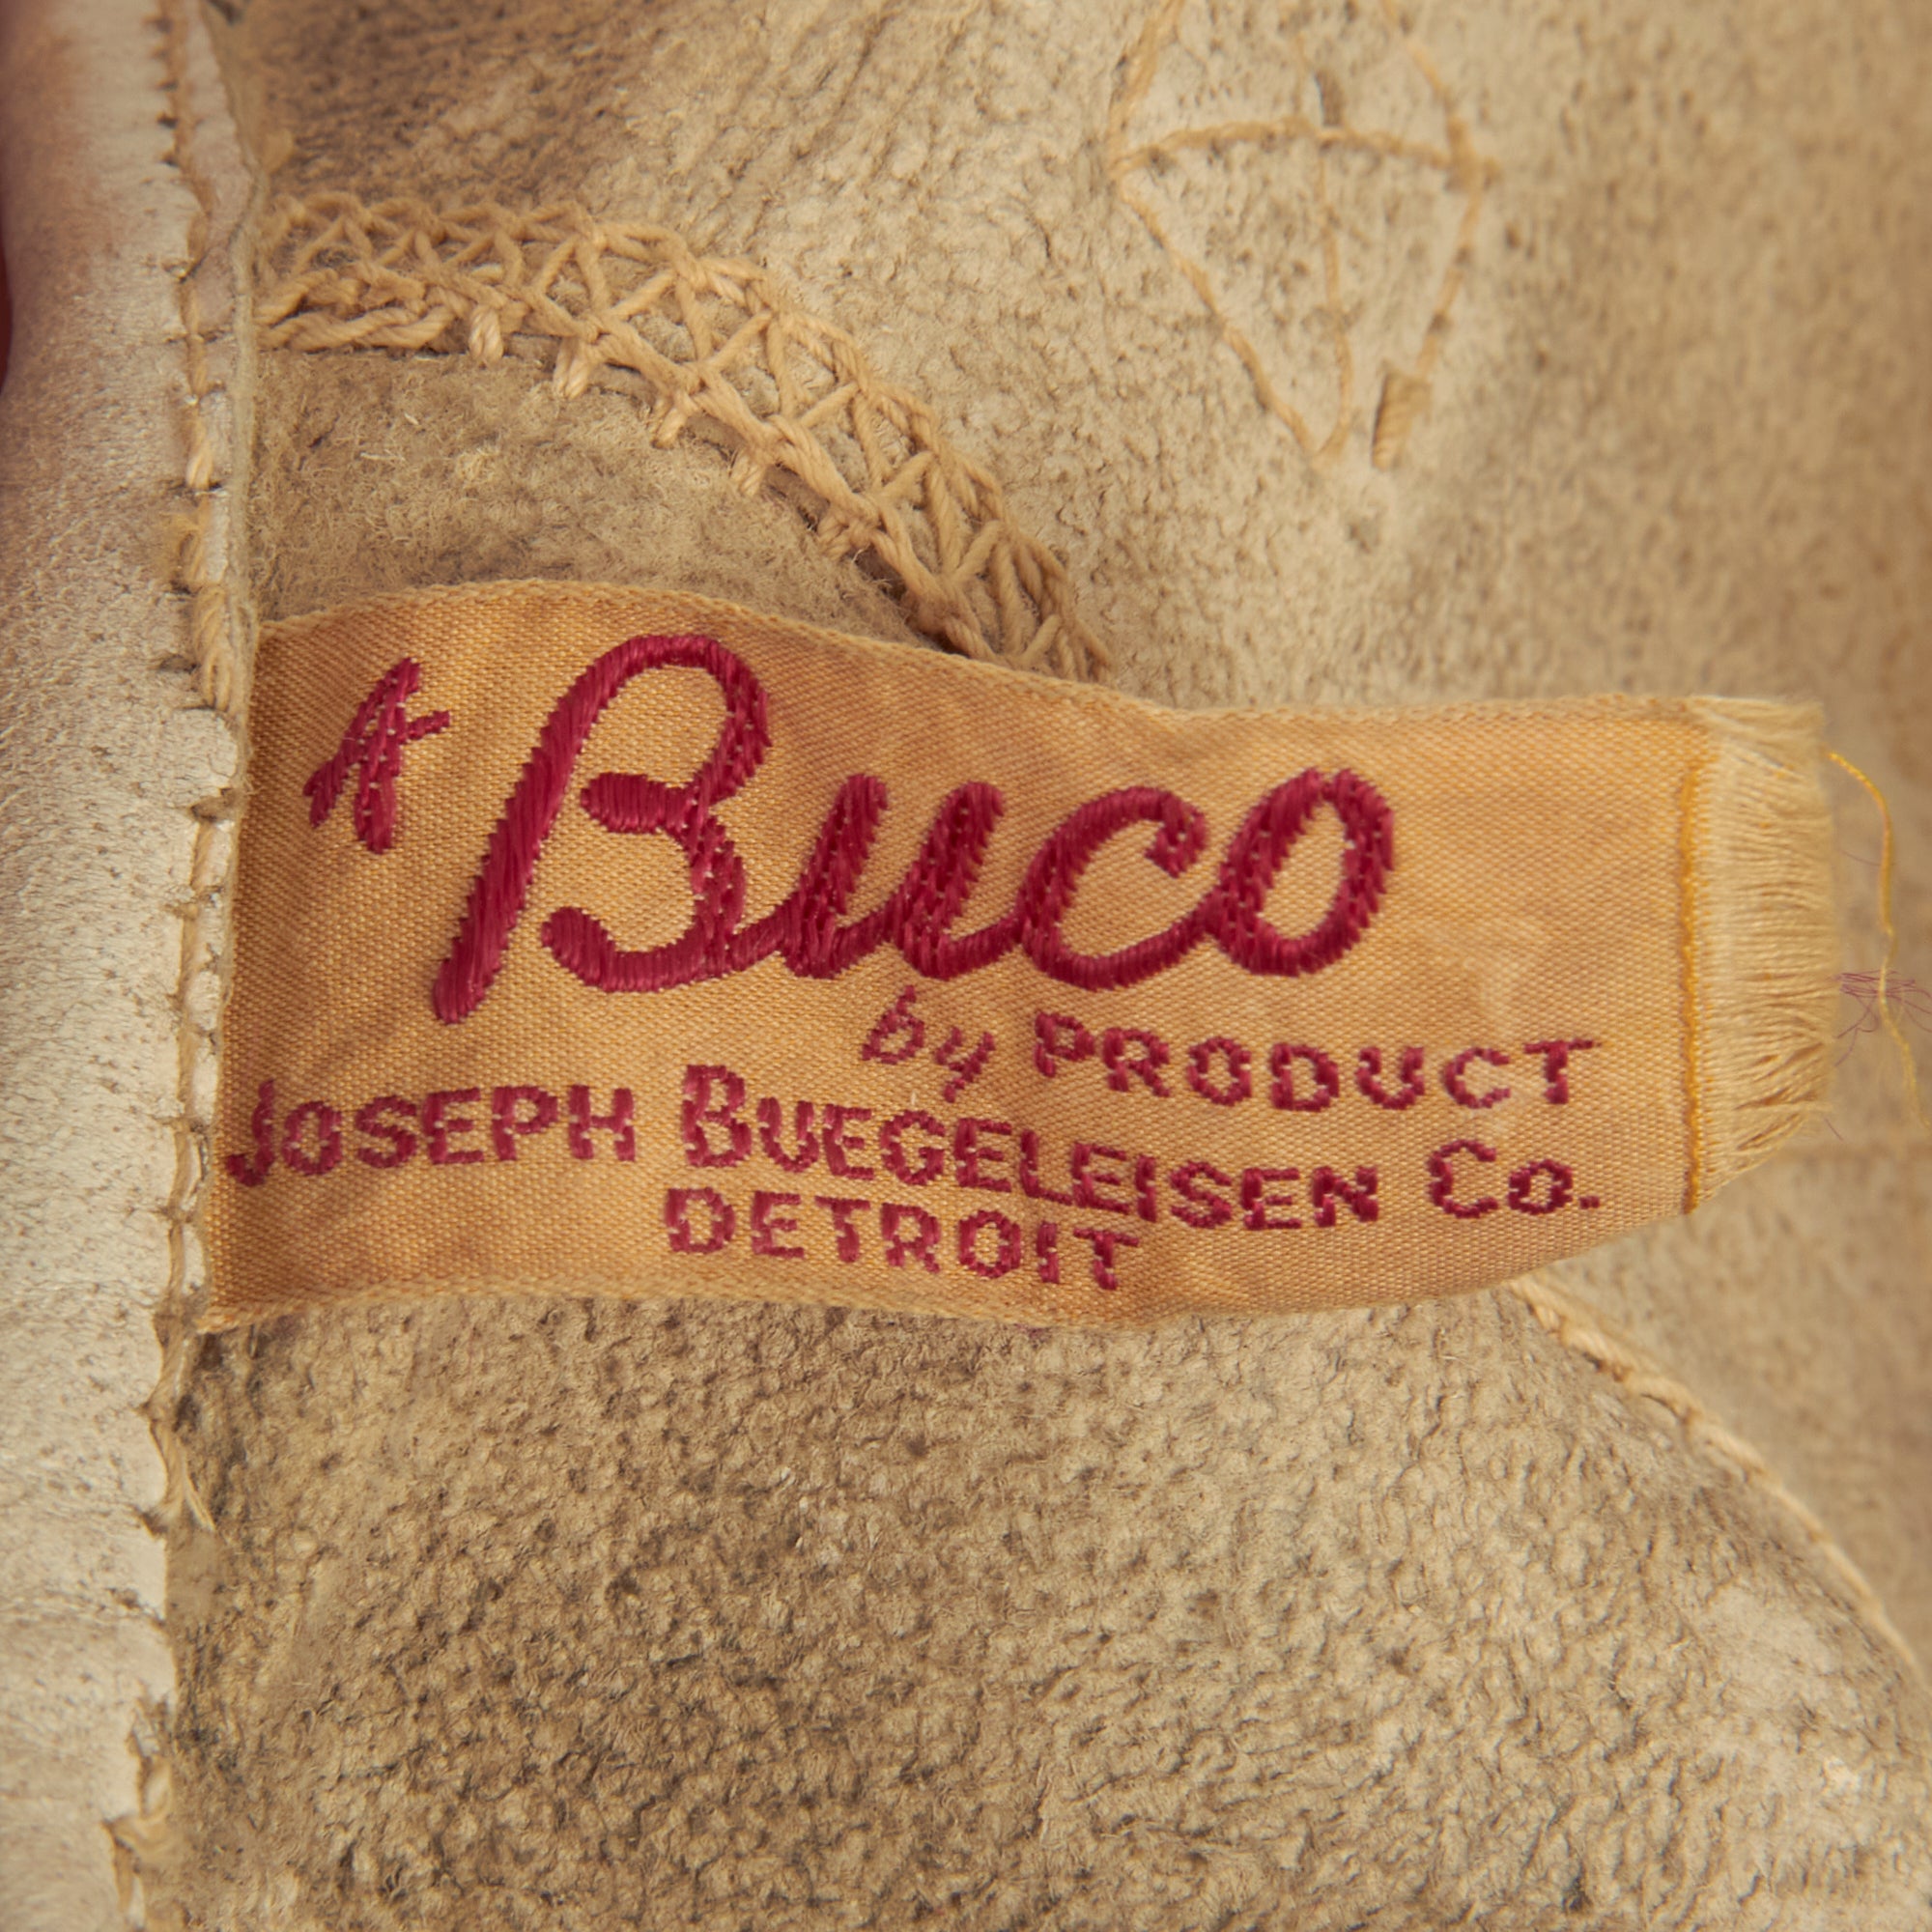 A Buco
by PRODUCT
JOSEPH BUEGELEISEN Co.
DETROIT